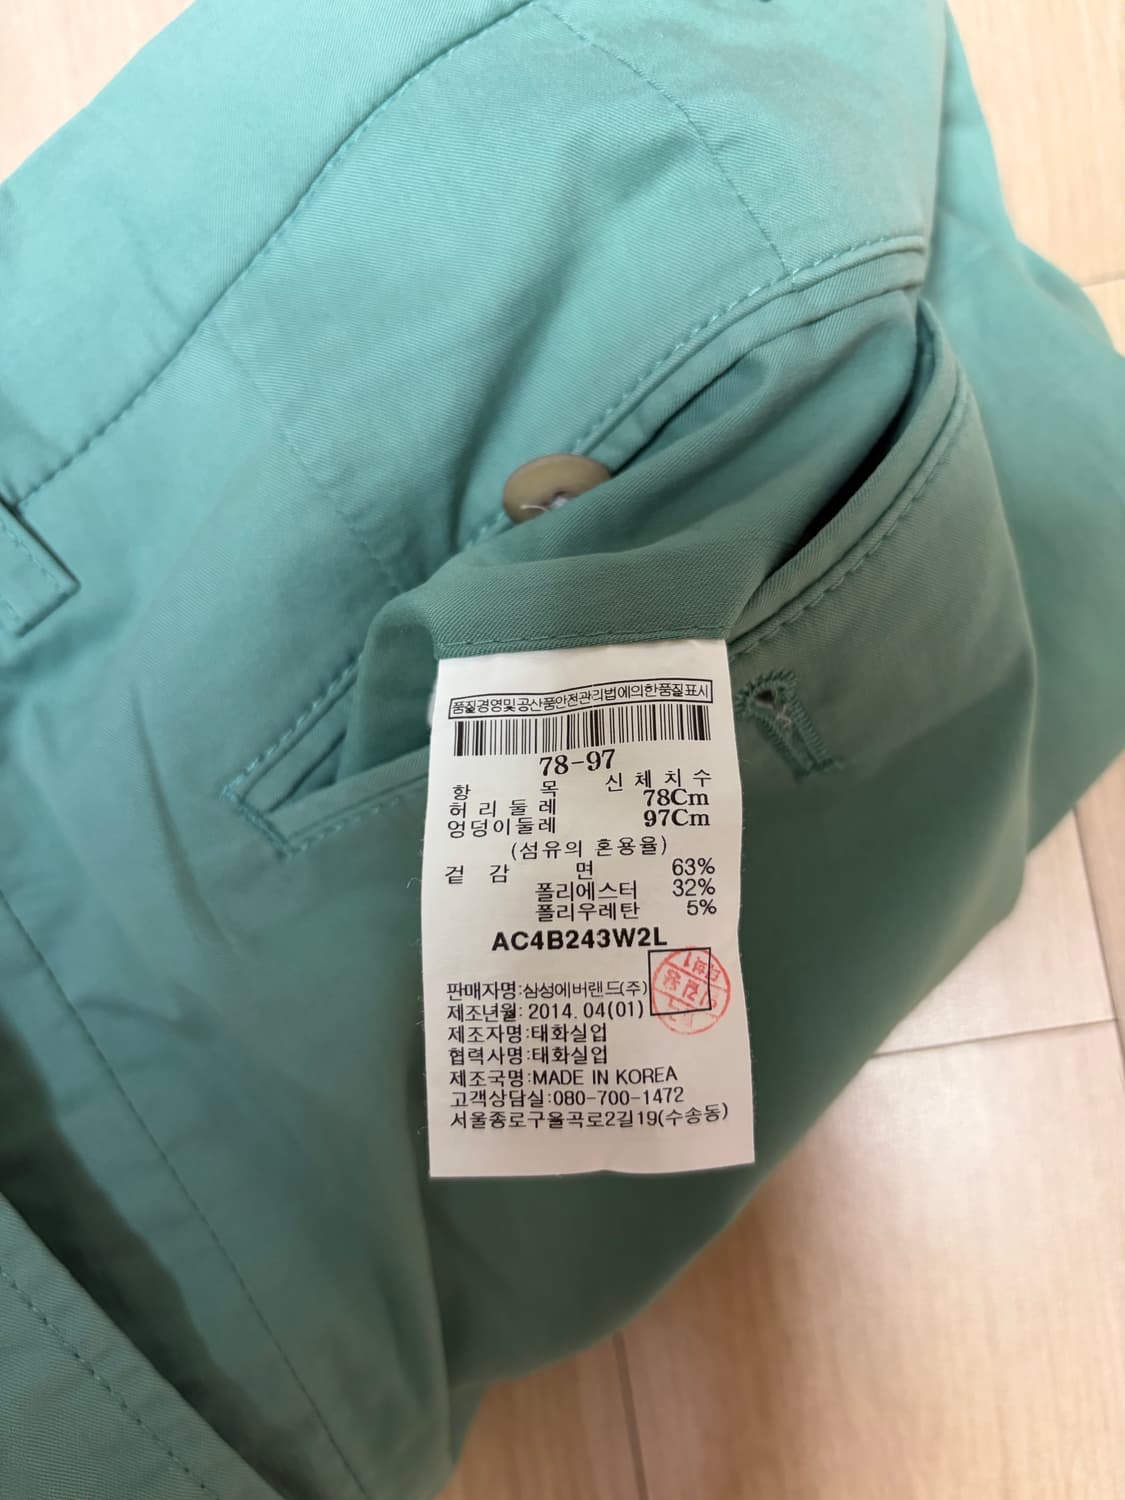 품질경영및공산품안전관리법에의한품질표시
78-97
항 목 신 체 치 수
허 리 둘 레 78Cm
엉덩이둘레 97Cm
(섬유의 혼용율)
겉 감 면 63%
폴리에스터 32%
폴리우레탄 5%
AC4B243W2L
판매자명:삼성에버랜드(주)
제조년월: 2014. 04(01)
제조자명:태화실업
협력사명:태화실업
제조국명:MADE IN KOREA
고객상담실:080-700-1472
서울종로구율곡로2길19(수송동)